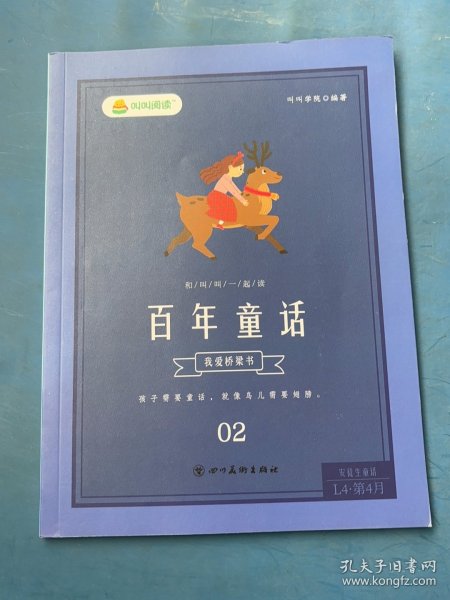 叫叫阅读™
叫叫学院◎编著
和/叫/叫/一/起/读
百年童话
我爱桥梁书
孩子需要童话，就像鸟儿需要翅膀。
02
四川美术出版社
安徒生童话
L4·第4月
孔夫子旧书网
www.kongfz.com